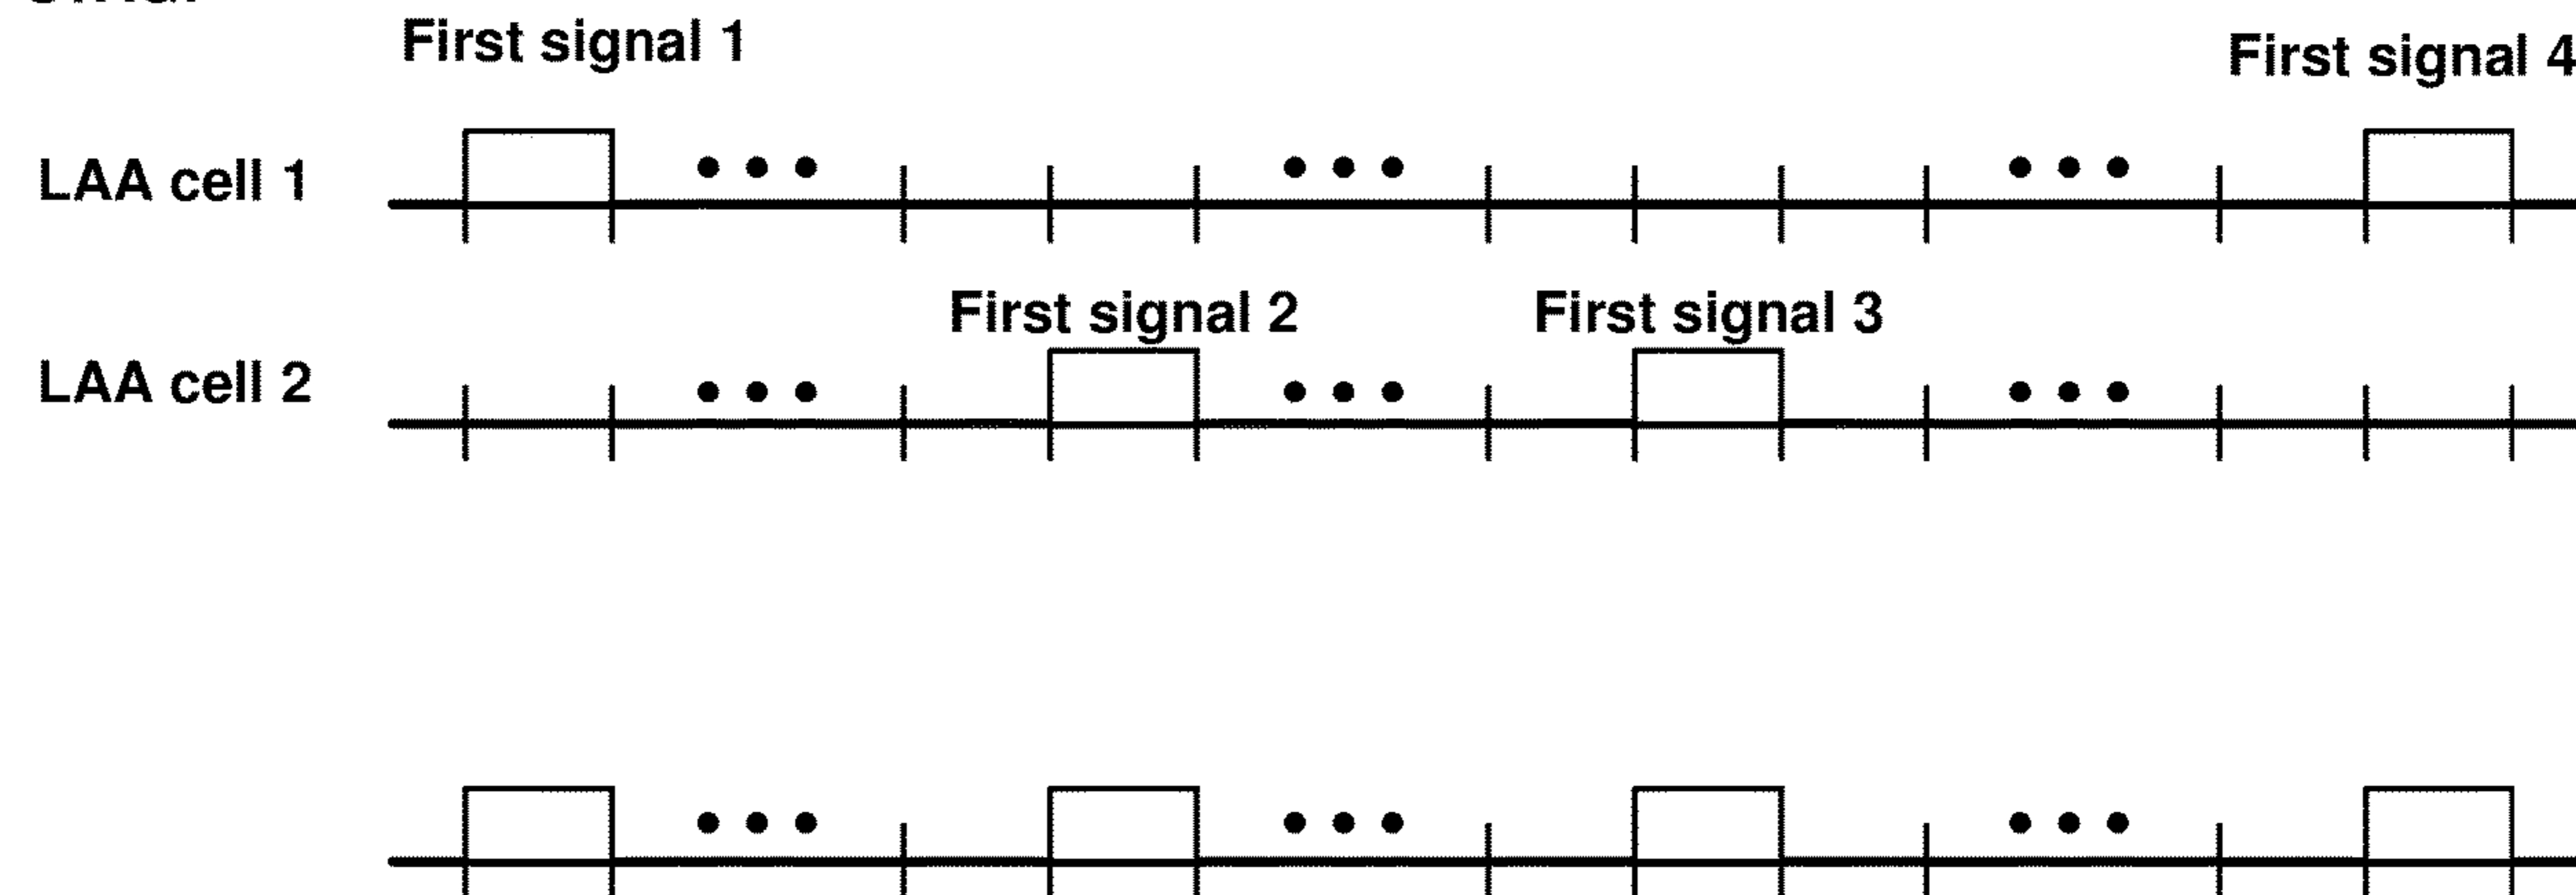 First signal 1
First signal 4
LAA cell 1
First signal 2 First signal 3
LAA cell 2